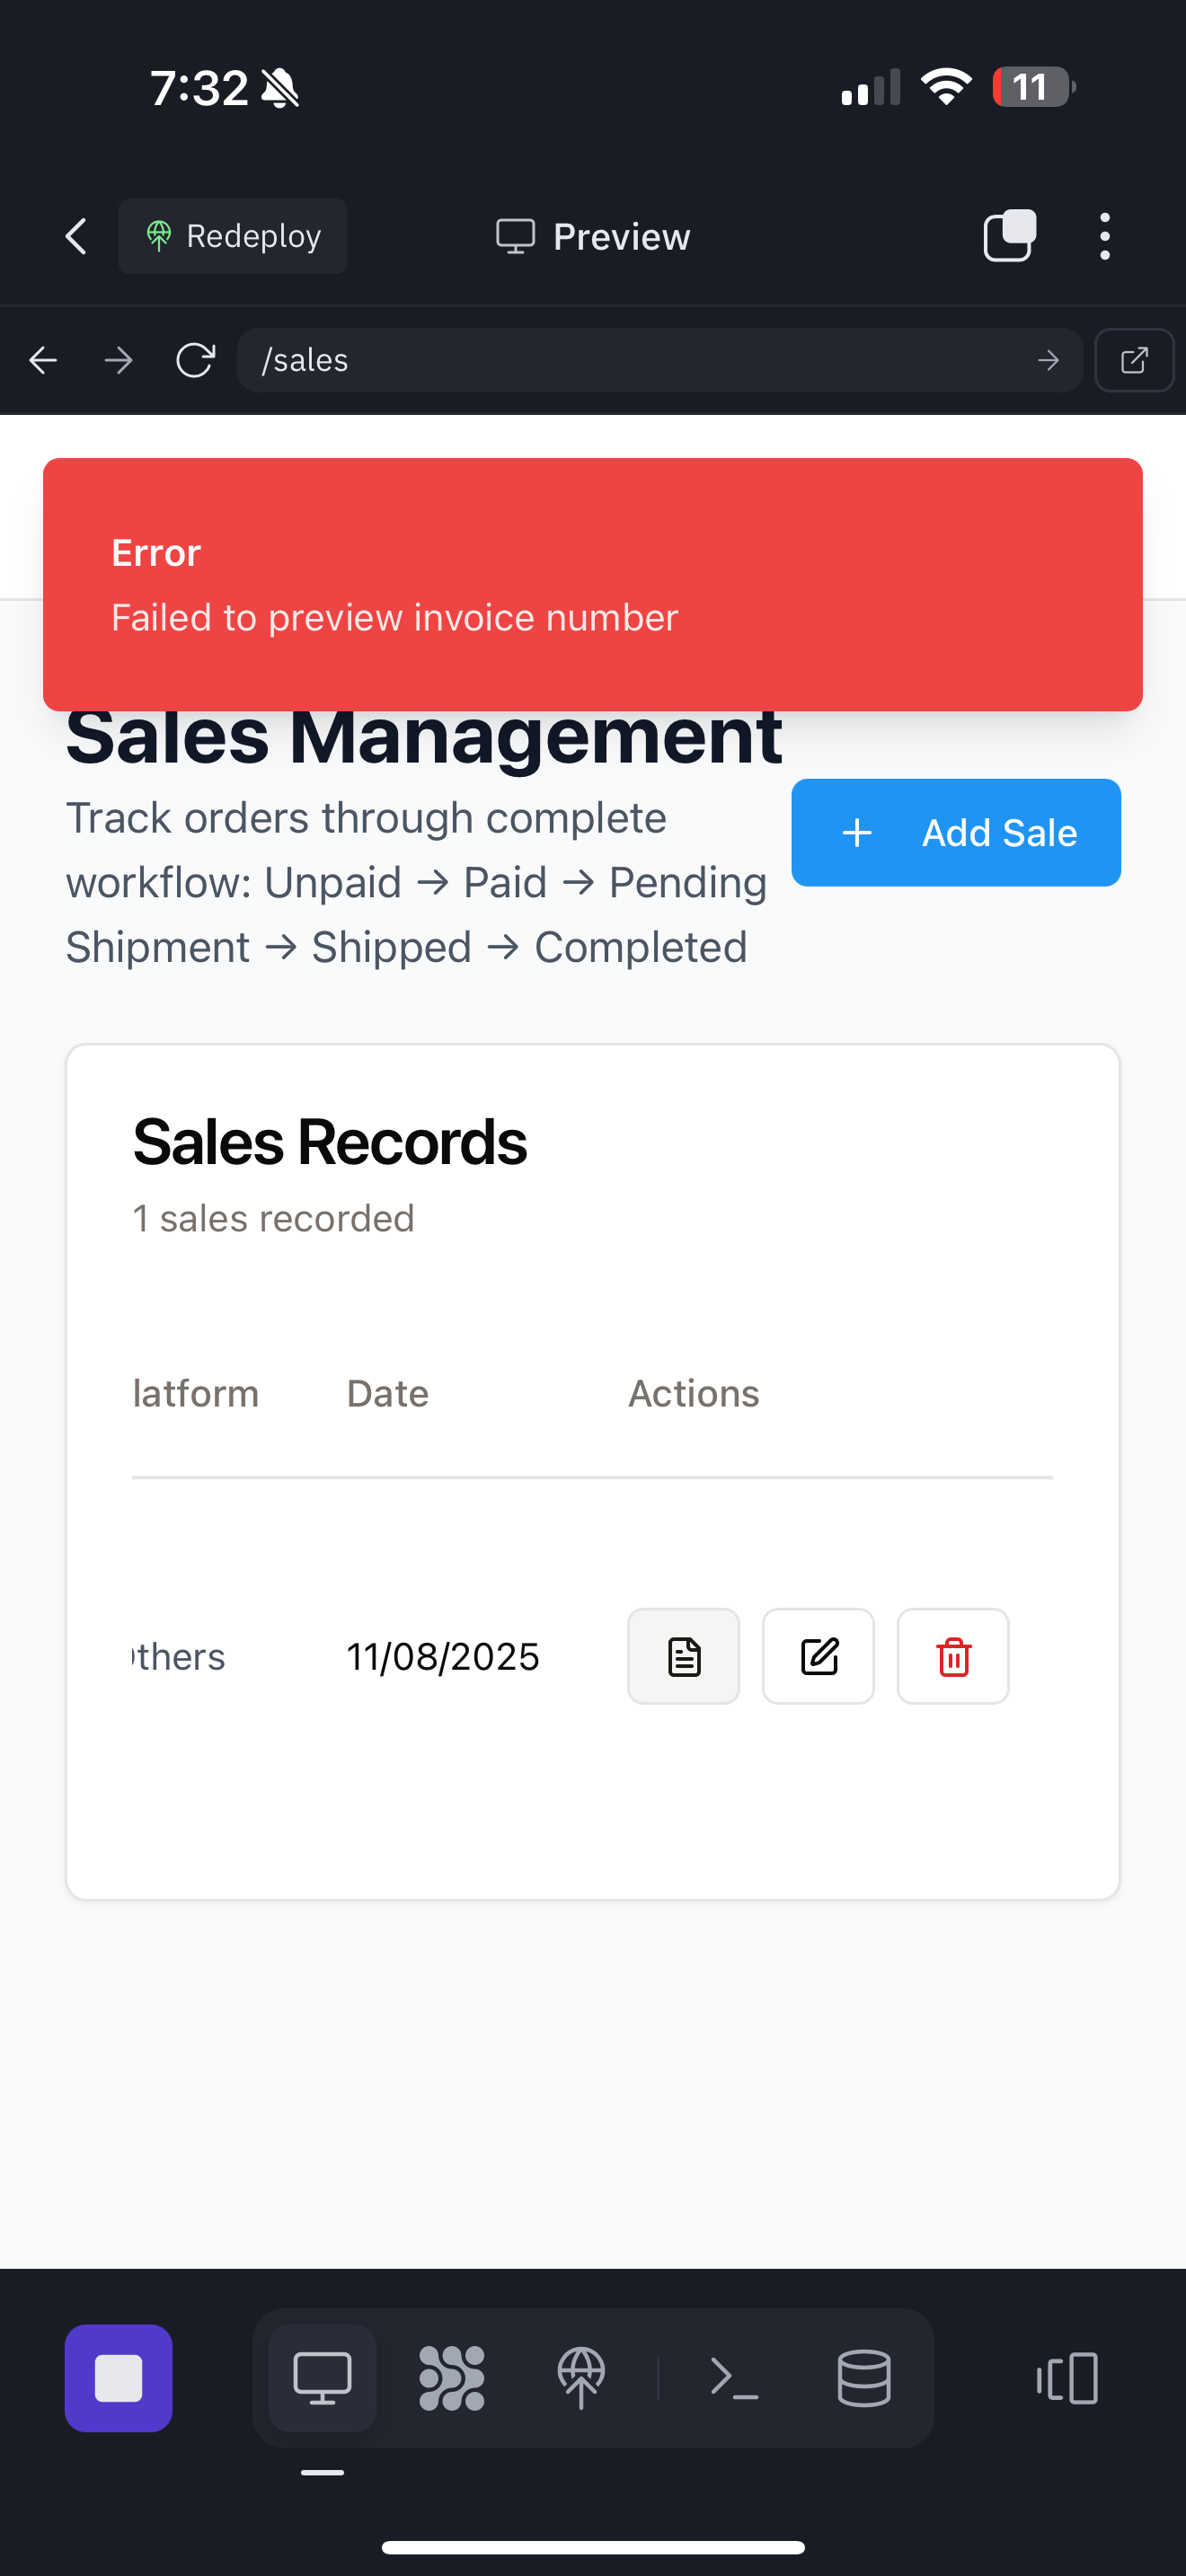 7:32
11
Redeploy
Preview
/sales
Error
Failed to preview invoice number
Sales Management
Track orders through complete
workflow: Unpaid → Paid → Pending
Shipment → Shipped → Completed
+ Add Sale
Sales Records
1 sales recorded
latform Date Actions
thers 11/08/2025